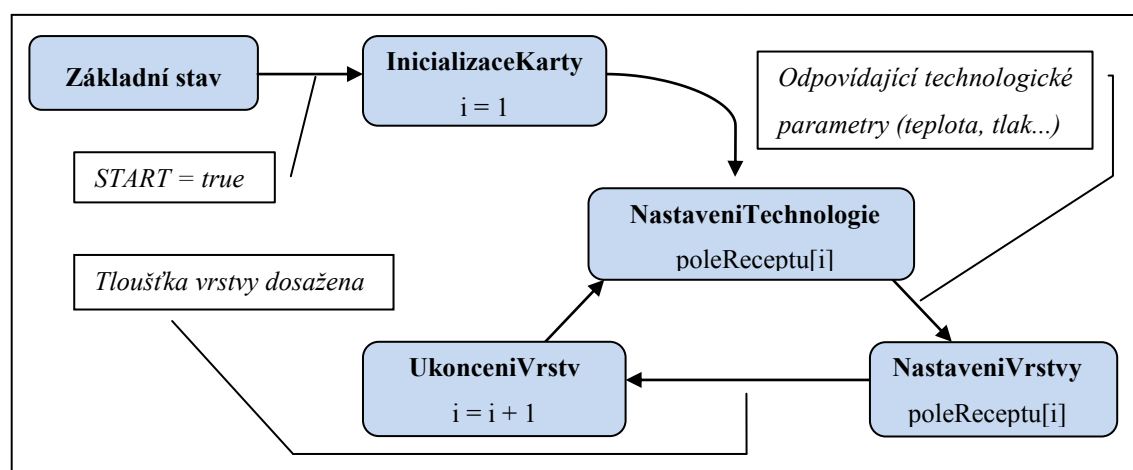 Základní stav
InicializaceKarty
i = 1
Odpovídající technologické
parametry (teplota, tlak...)
START = true
NastaveniTechnologie
poleReceptu[i]
Tloušťka vrstvy dosažena
UkonceniVrstv
i = i + 1
NastaveniVrstvy
poleReceptu[i]